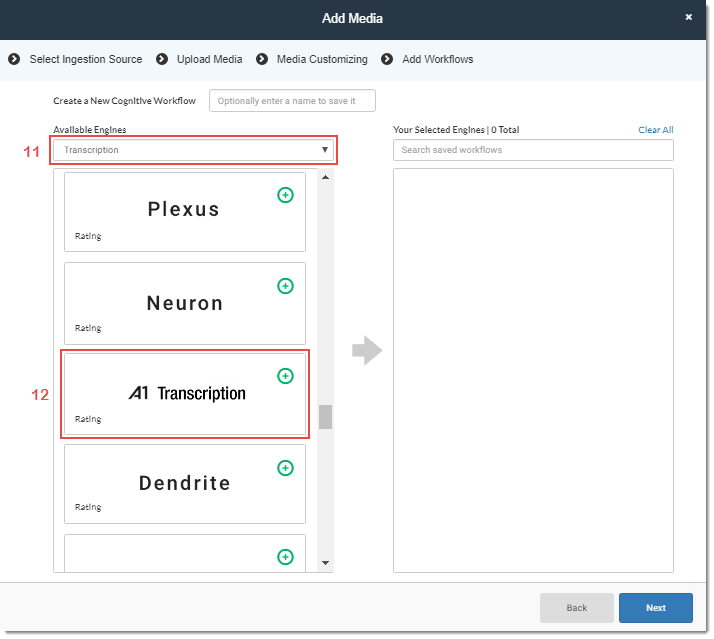 Add Media
×
Select Ingestion Source Upload Media Media Customizing Add Workflows
Create a New Cognitive Workflow Optionally enter a name to save it
Available Engines
11 Transcription
Plexus
Rating
Neuron
Rating
12 A1 Transcription
Rating
Dendrite
Rating
Your Selected Engines | 0 Total Clear All
Search saved workflows
Back Next